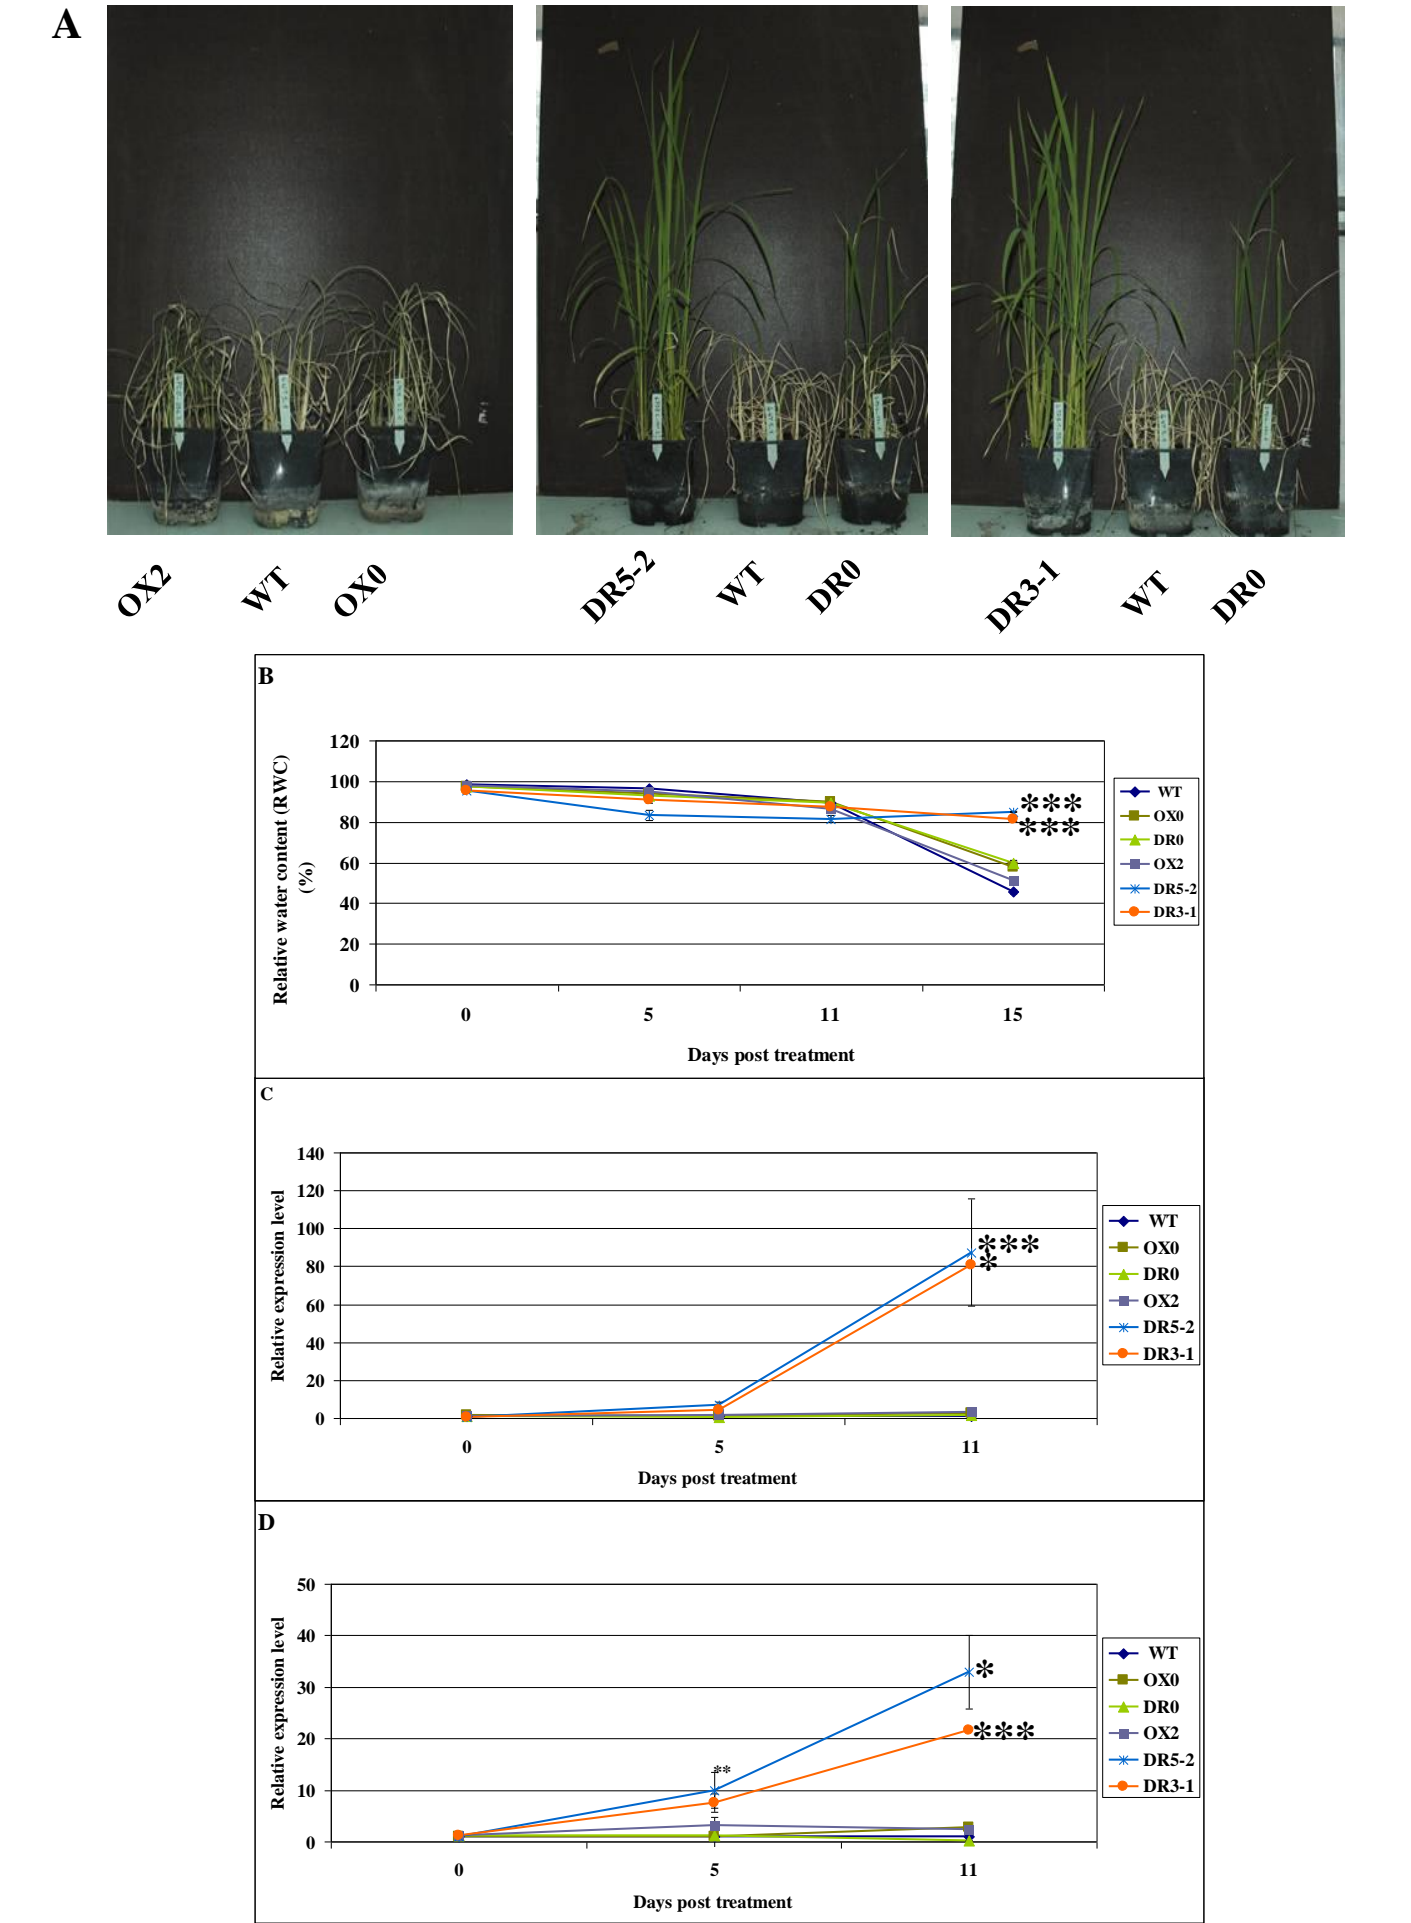 A
OX2
WT
OX0
DR5-2
WT
DR0
DR3-1
WT
DR0
B
Relative water content (RWC)
(%)
120
100
80
60
40
20
0
***
***
0 5 11 15
Days post treatment
WT
OX0
DR0
OX2
DR5-2
DR3-1
C
Relative expression level
140
120
100
80
60
40
20
0
***
*
0 5 11
Days post treatment
WT
OX0
DR0
OX2
DR5-2
DR3-1
D
Relative expression level
50
40
30
20
10
0
**
*
***
0 5 11
Days post treatment
WT
OX0
DR0
OX2
DR5-2
DR3-1